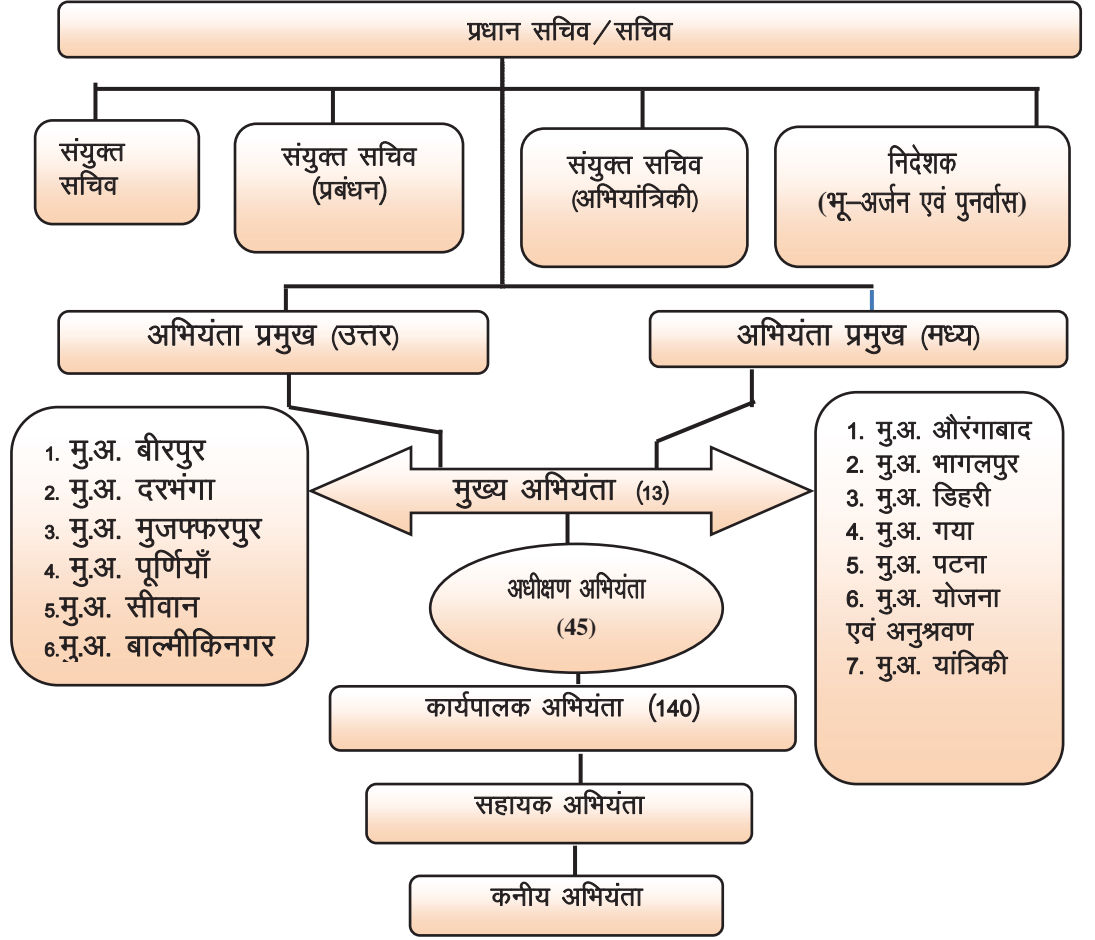 प्रधान सचिव/सचिव
संयुक्त
सचिव
संयुक्त सचिव
(प्रबंधन)
संयुक्त सचिव
(अभियांत्रिकी)
निदेशक
(भू–अर्जन एवं पुनर्वास)
अभियंता प्रमुख (उत्तर)
अभियंता प्रमुख (मध्य)
1. मु.अ. बीरपुर
2. मु.अ. दरभंगा
3. मु.अ. मुजफ्फरपुर
4. मु.अ. पूर्णियाँ
5.मु.अ. सीवान
6.मु.अ. बाल्मीकिनगर
मुख्य अभियंता (13)
1. मु.अ. औरंगाबाद
2. मु.अ. भागलपुर
3. मु.अ. डिहरी
4. मु.अ. गया
5. मु.अ. पटना
6. मु.अ. योजना
एवं अनुश्रवण
7. मु.अ. यांत्रिकी
अधीक्षण अभियंता
(45)
कार्यपालक अभियंता (140)
सहायक अभियंता
कनीय अभियंता